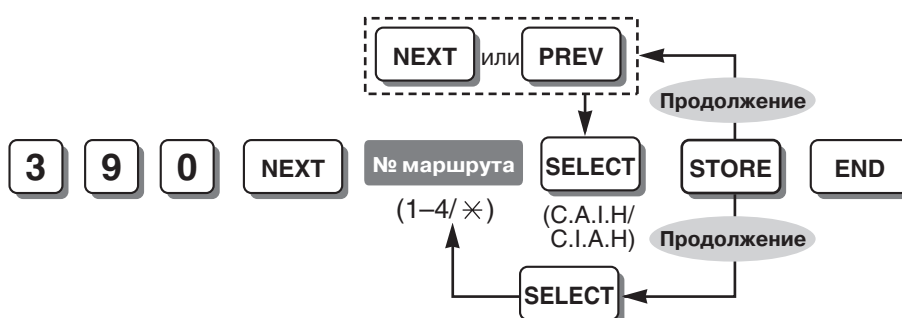 NEXT или PREV
Продолжение
3 9 0 NEXT № маршрута SELECT STORE END
(1–4/✳) (C.A.I.H/
C.I.A.H)
Продолжение
SELECT